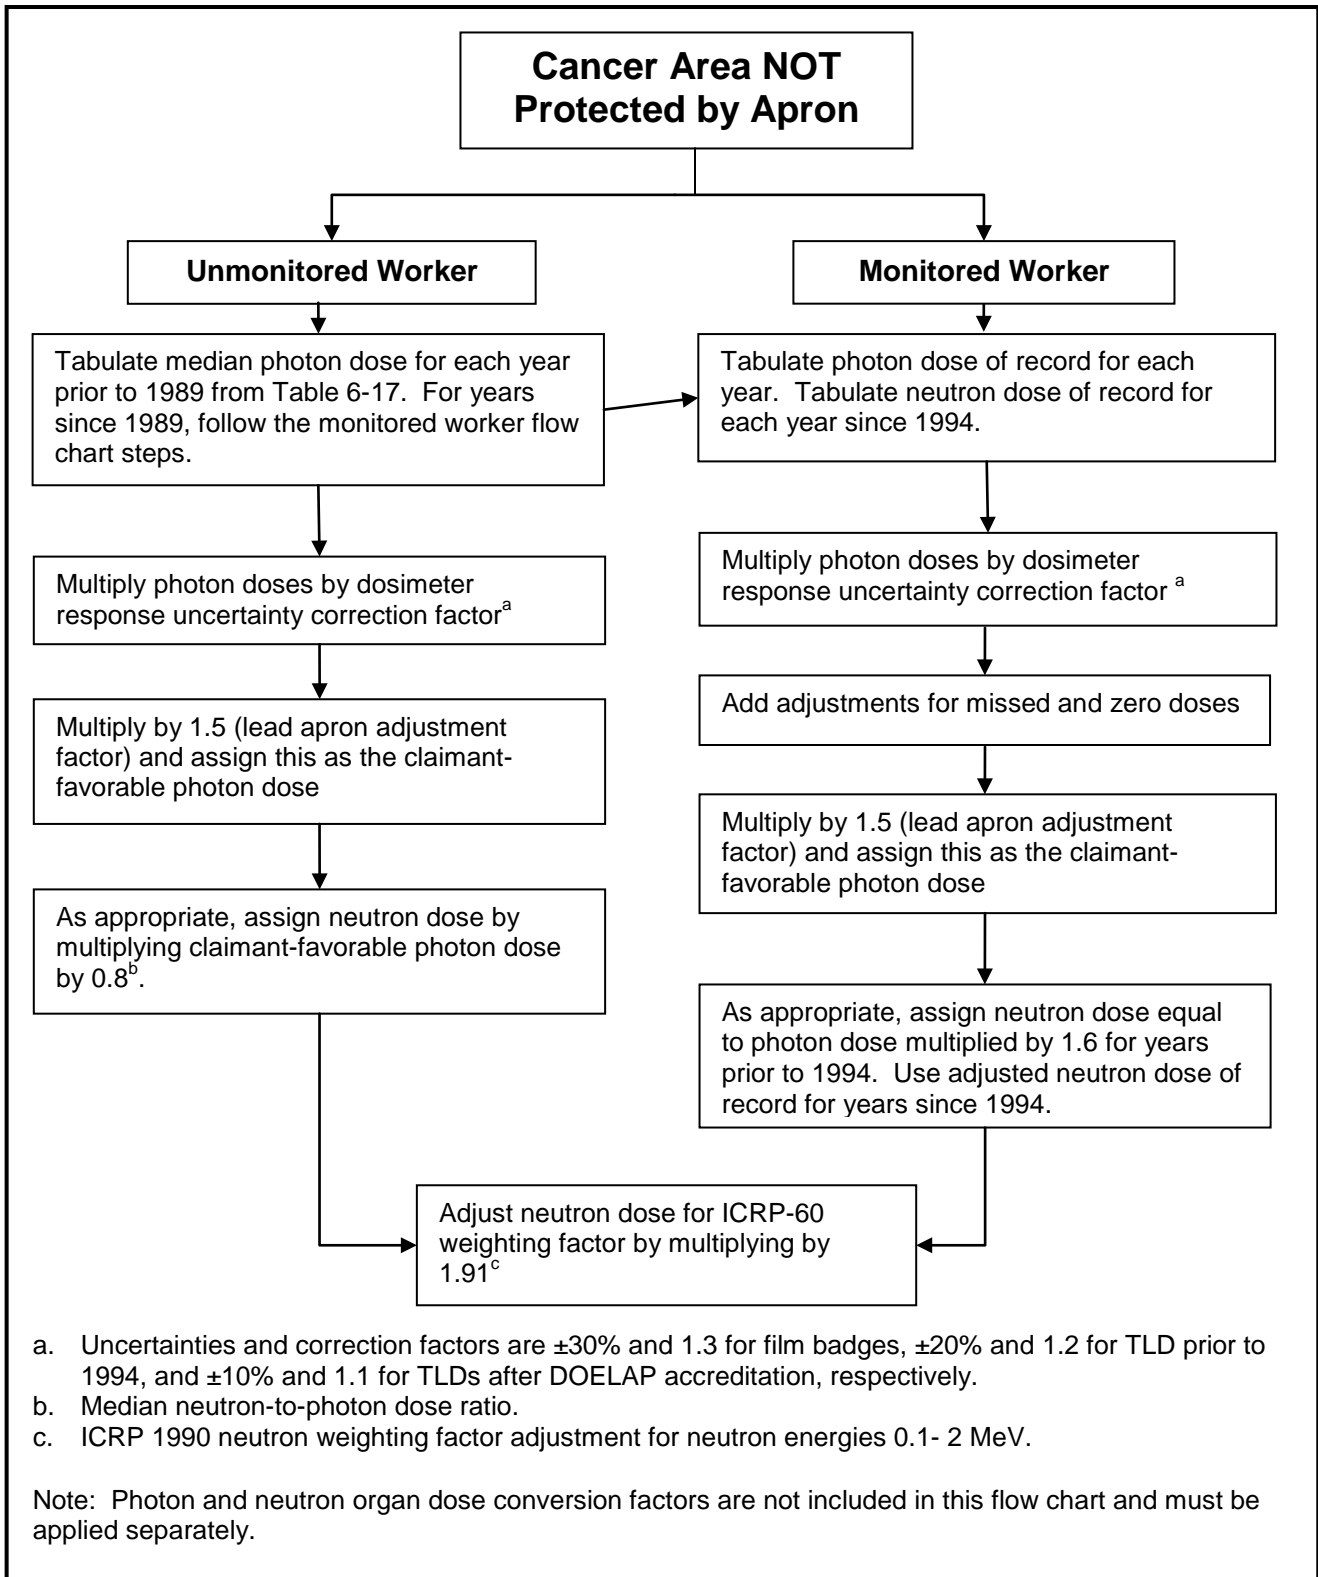 Cancer Area NOT
Protected by Apron
Unmonitored Worker
Monitored Worker
Tabulate median photon dose for each year
prior to 1989 from Table 6-17.  For years
since 1989, follow the monitored worker flow
chart steps.
Tabulate photon dose of record for each
year.  Tabulate neutron dose of record for
each year since 1994.
Multiply photon doses by dosimeter
response uncertainty correction factorᵃ
Multiply photon doses by dosimeter
response uncertainty correction factor ᵃ
Add adjustments for missed and zero doses
Multiply by 1.5 (lead apron adjustment
factor) and assign this as the claimant-
favorable photon dose
Multiply by 1.5 (lead apron adjustment
factor) and assign this as the claimant-
favorable photon dose
As appropriate, assign neutron dose by
multiplying claimant-favorable photon dose
by 0.8ᵇ.
As appropriate, assign neutron dose equal
to photon dose multiplied by 1.6 for years
prior to 1994.  Use adjusted neutron dose of
record for years since 1994.
Adjust neutron dose for ICRP-60
weighting factor by multiplying by
1.91ᶜ
a. Uncertainties and correction factors are ±30% and 1.3 for film badges, ±20% and 1.2 for TLD prior to
1994, and ±10% and 1.1 for TLDs after DOELAP accreditation, respectively.
b. Median neutron-to-photon dose ratio.
c. ICRP 1990 neutron weighting factor adjustment for neutron energies 0.1- 2 MeV.
Note:  Photon and neutron organ dose conversion factors are not included in this flow chart and must be
applied separately.